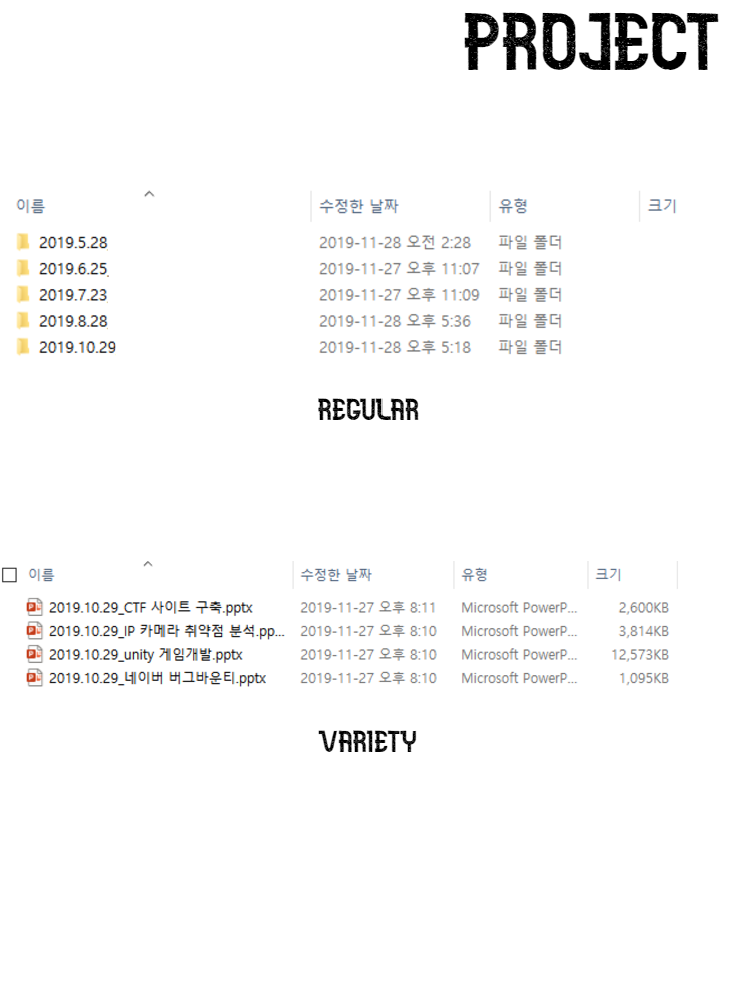 PROJECT
이름 수정한 날짜 유형 크기
2019.5.28 2019-11-28 오전 2:28 파일 폴더
2019.6.25. 2019-11-27 오후 11:07 파일 폴더
2019.7.23 2019-11-27 오후 11:09 파일 폴더
2019.8.28 2019-11-28 오후 5:36 파일 폴더
2019.10.29 2019-11-28 오후 5:18 파일 폴더
REGULAR
이름 수정한 날짜 유형 크기
2019.10.29_CTF 사이트 구축.pptx 2019-11-27 오후 8:11 Microsoft PowerP... 2,600KB
2019.10.29_IP 카메라 취약점 분석.pp... 2019-11-27 오후 8:10 Microsoft PowerP... 3,814KB
2019.10.29_unity 게임개발.pptx 2019-11-27 오후 8:10 Microsoft PowerP... 12,573KB
2019.10.29_네이버 버그바운티.pptx 2019-11-27 오후 8:10 Microsoft PowerP... 1,095KB
VARIETY